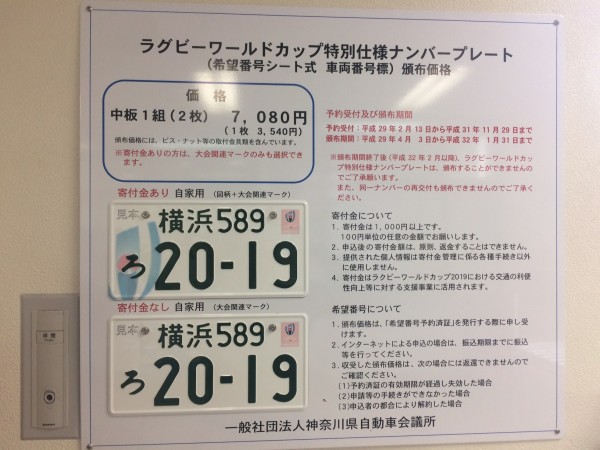 ラグビーワールドカップ特別仕様ナンバープレート
（希望番号シート式 車両番号標）頒布価格
価 格
中板1組（2枚） 7，080円
（1枚 3，540円）
頒布価格には、ビス・ナット等の取付金具類を含んでいます。
※寄付金ありの方は、大会関連マークのみも選択でき
ます。
寄付金あり 自家用 （図柄＋大会関連マーク）
見本
横浜589
ろ 20-19
寄付金なし 自家用 （大会関連マーク）
見本
横浜589
ろ 20-19
予約受付及び頒布期間
予約受付：平成29年2月13日から平成31年11月29日まで
頒布期間：平成29年4月 3日から平成32年 1月31日まで
※頒布期間終了後（平成32年2月以降）、ラグビーワールドカッ
プ特別仕様ナンバープレートは、頒布することができませんの
でご了承願います。
また、同一ナンバーの再交付も頒布できませんのでご了承く
ださい。
寄付金について
1．寄付金は1，000円以上です。
100円単位の任意の金額でお願いします。
2．申込後の寄付金額は、原則、返金することはできません。
3．提供された個人情報は寄付金管理に係る各種手続き以外
に使用しません。
4．寄付金はラグビーワールドカップ2019における交通の利便
性向上等に対する支援事業に活用されます。
希望番号について
1．頒布価格は、「希望番号予約済証」を発行する際に申し受
けます。
2．インターネットによる申込の場合は、振込期限までに振込
等を行ってください。
3．収受した頒布価格は、次の場合には返還できませんので
ご確認ください。
（1）予約済証の有効期限が経過し失効した場合
（2）申請等の手続きができなかった場合
（3）申込者の都合により解約した場合
一般社団法人神奈川県自動車会議所